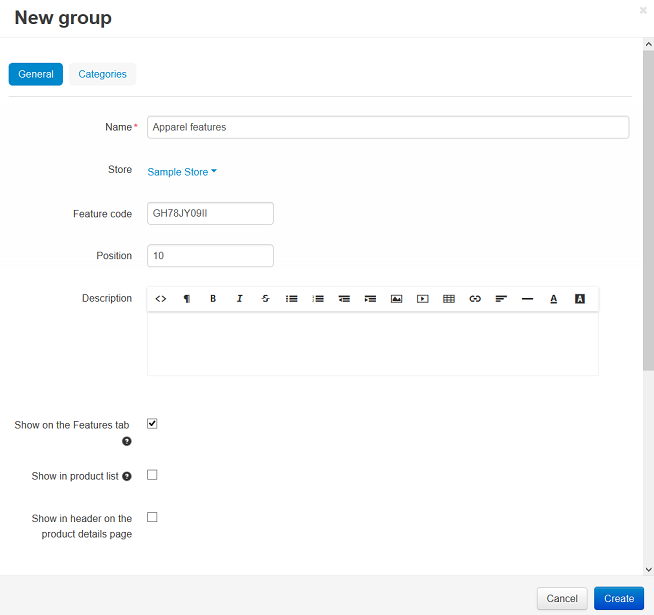 New group
×
General Categories
Name * Apparel features
Store Sample Store
Feature code GH78JY09II
Position 10
Description <> ¶ B I S A A
Show on the Features tab
?
Show in product list ?
Show in header on the
product details page
Cancel Create